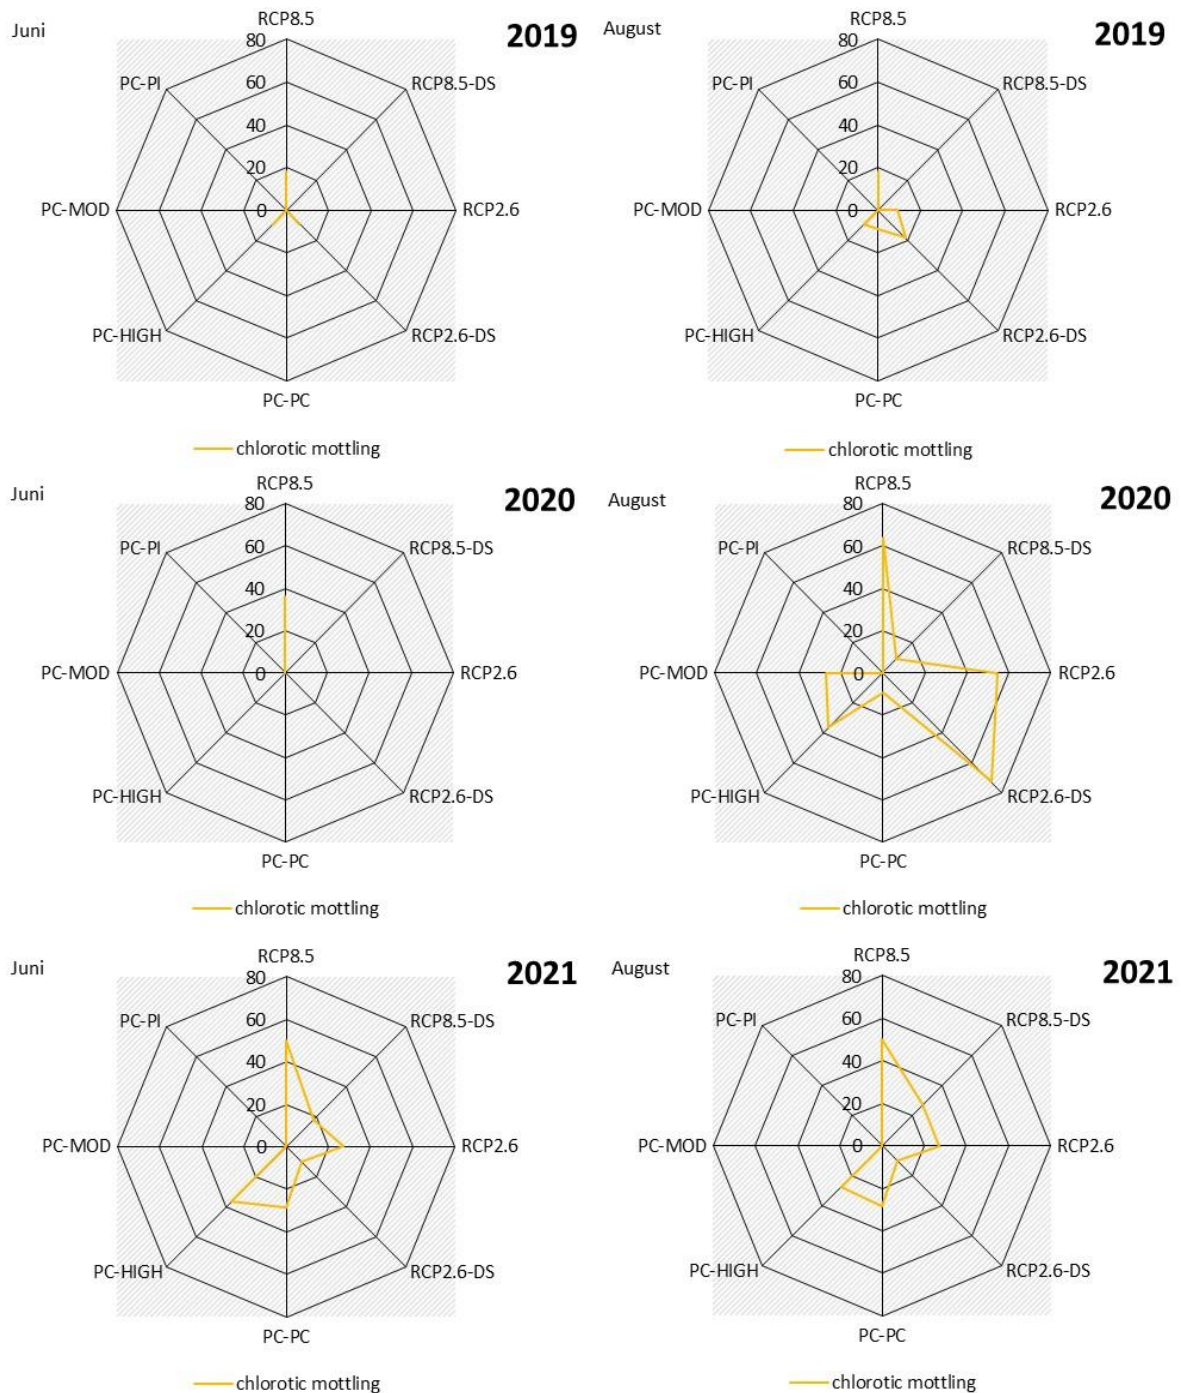 Juni
RCP8.5
2019
80
PC-PI
RCP8.5-DS
60
40
20
PC-MOD
0
RCP2.6
PC-HIGH
RCP2.6-DS
PC-PC
chlorotic mottling
August
RCP8.5
2019
80
PC-PI
RCP8.5-DS
60
40
20
PC-MOD
0
RCP2.6
PC-HIGH
RCP2.6-DS
PC-PC
chlorotic mottling
Juni
RCP8.5
2020
80
PC-PI
RCP8.5-DS
60
40
20
PC-MOD
0
RCP2.6
PC-HIGH
RCP2.6-DS
PC-PC
chlorotic mottling
August
RCP8.5
2020
80
PC-PI
RCP8.5-DS
60
40
20
PC-MOD
0
RCP2.6
PC-HIGH
RCP2.6-DS
PC-PC
chlorotic mottling
Juni
RCP8.5
2021
80
PC-PI
RCP8.5-DS
60
40
20
PC-MOD
0
RCP2.6
PC-HIGH
RCP2.6-DS
PC-PC
chlorotic mottling
August
RCP8.5
2021
80
PC-PI
RCP8.5-DS
60
40
20
PC-MOD
0
RCP2.6
PC-HIGH
RCP2.6-DS
PC-PC
chlorotic mottling